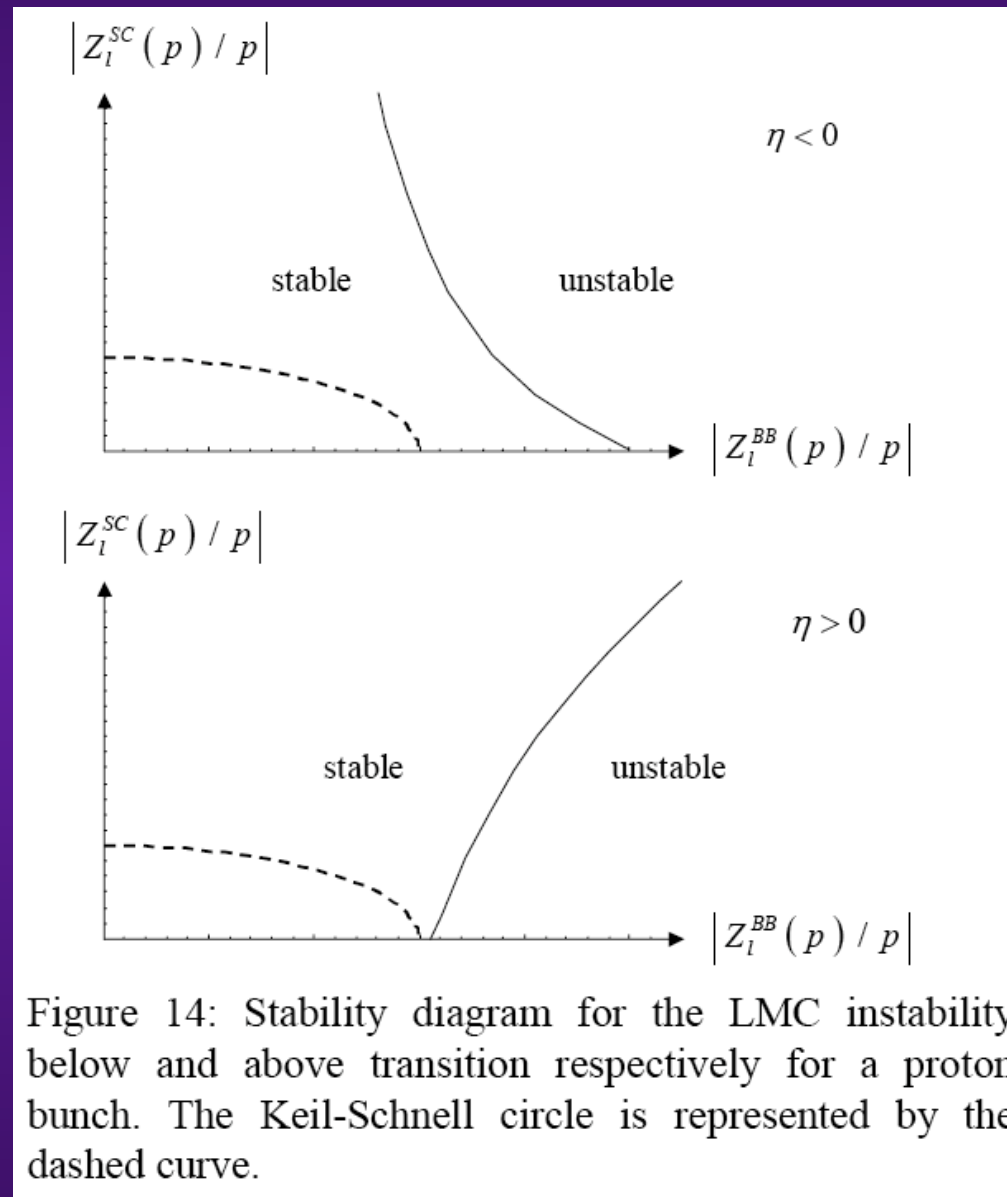 |Z_l^{SC}(p) / p|
η < 0
stable unstable
|Z_l^{BB}(p) / p|
|Z_l^{SC}(p) / p|
η > 0
stable unstable
|Z_l^{BB}(p) / p|
Figure 14: Stability diagram for the LMC instability
below and above transition respectively for a proton
bunch. The Keil-Schnell circle is represented by the
dashed curve.